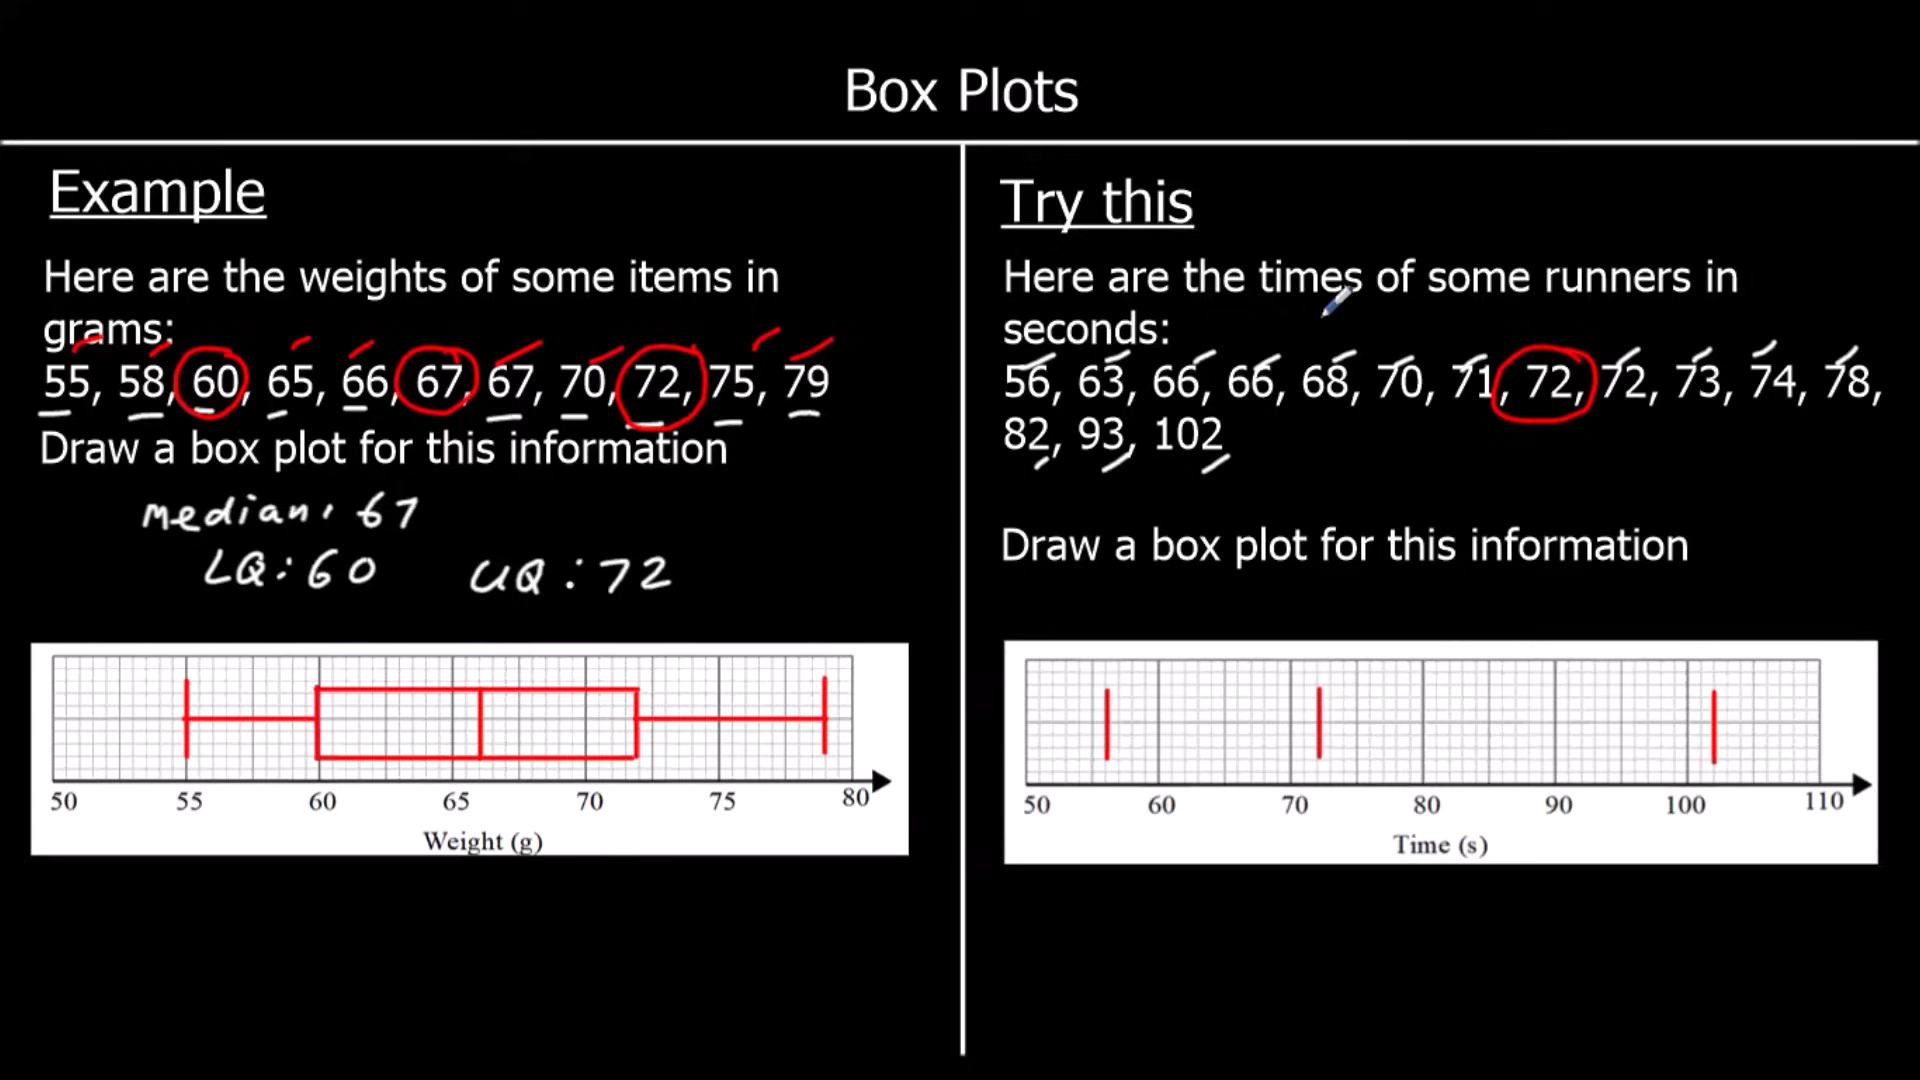 Box Plots
Example
Here are the weights of some items in
grams:
55, 58, 60, 65, 66, 67, 67, 70, 72, 75, 79
Draw a box plot for this information
median: 67
LQ: 60 UQ: 72
50 55 60 65 70 75 80
Weight (g)
Try this
Here are the times of some runners in
seconds:
56, 63, 66, 66, 68, 70, 71, 72, 72, 73, 74, 78,
82, 93, 102
Draw a box plot for this information
50 60 70 80 90 100 110
Time (s)